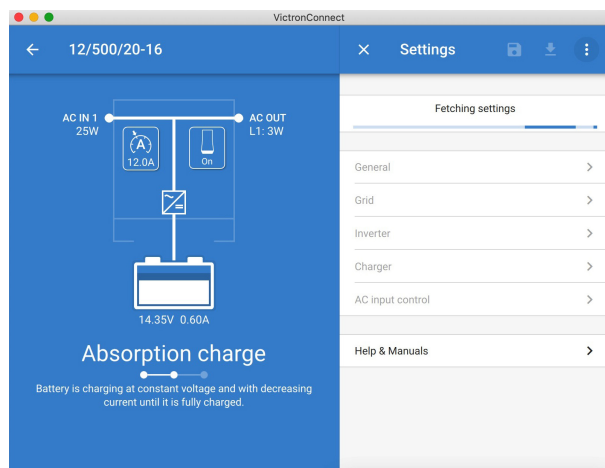 VictronConnect
12/500/20-16
Settings
AC IN 1
25W
AC OUT
L1: 3W
A
12.0A
On
14.35V 0.60A
Absorption charge
Battery is charging at constant voltage and with decreasing
current until it is fully charged.
Fetching settings
General
Grid
Inverter
Charger
AC input control
Help & Manuals